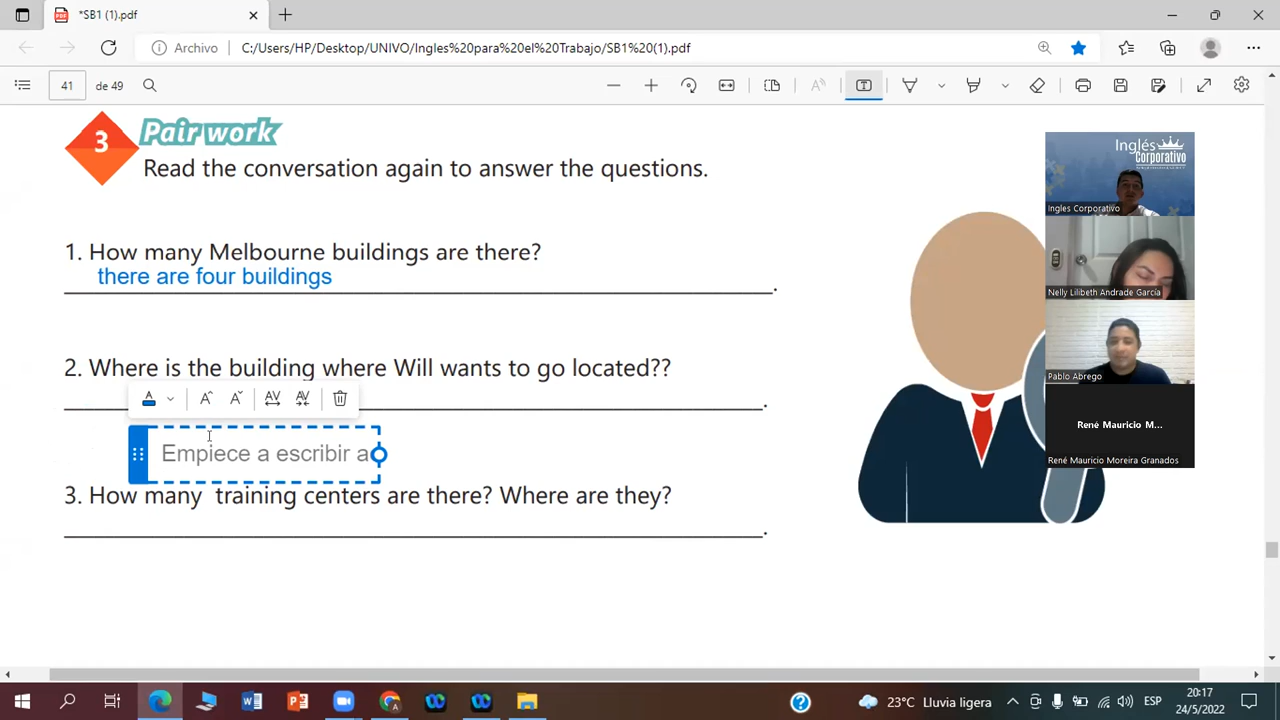 *SB1 (1).pdf
Archivo
C:/Users/HP/Desktop/UNIVO/Ingles%20para%20el%20Trabajo/SB1%20(1).pdf
41
de 49
3
Pair work
Read the conversation again to answer the questions.
Inglés
Corporativo
Ingles Corporativo
1. How many Melbourne buildings are there?
there are four buildings
Nelly Lilibeth Andrade García
2. Where is the building where Will wants to go located??
Pablo Abrego
Empiece a escribir a
René Mauricio M...
René Mauricio Moreira Granados
3. How many training centers are there? Where are they?
23°C Lluvia ligera
ESP
20:17
24/5/2022